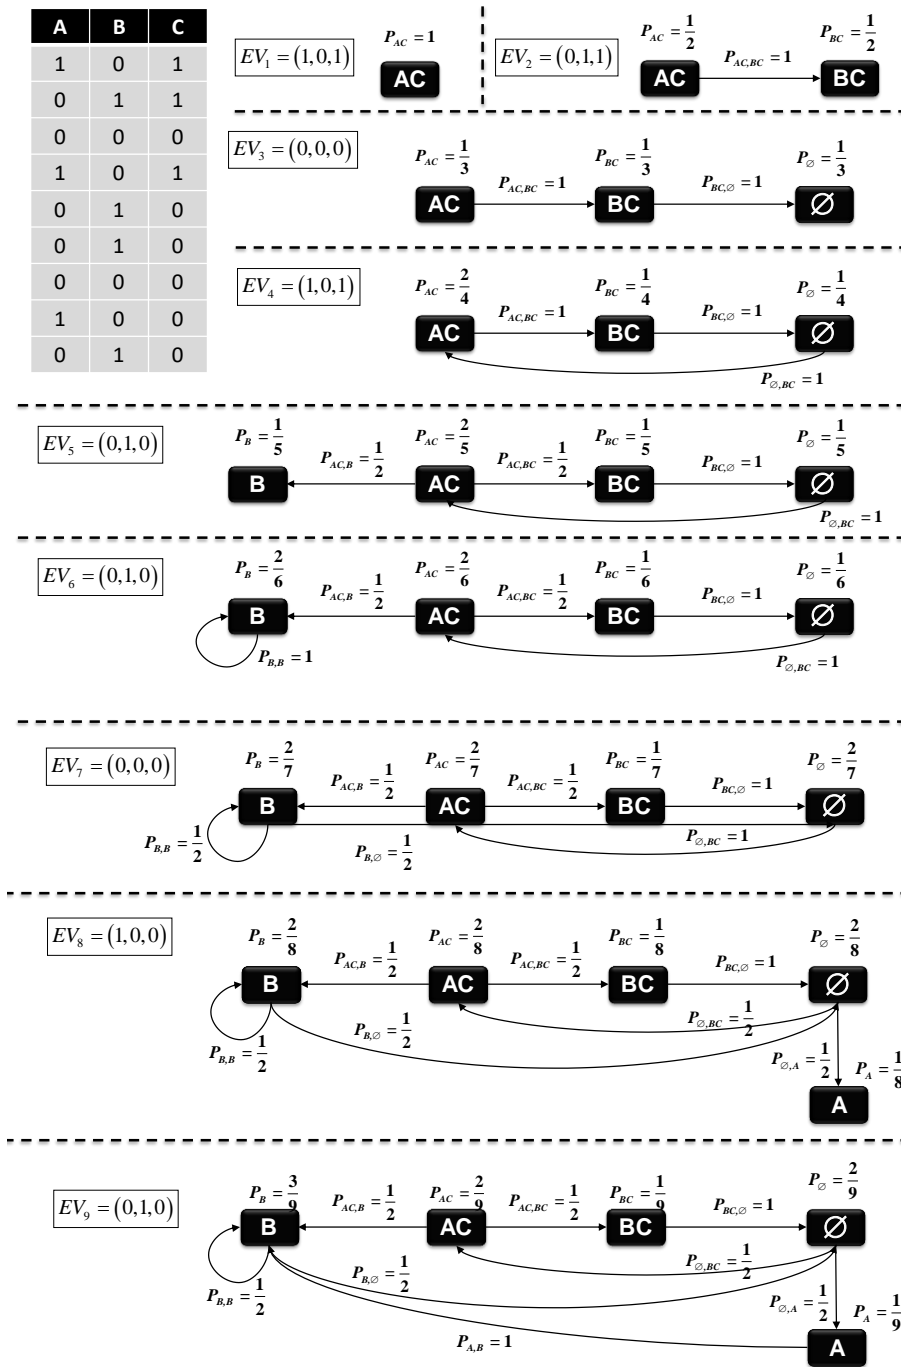 A B C
1 0 1
0 1 1
0 0 0
1 0 1
0 1 0
0 1 0
0 0 0
1 0 0
0 1 0
EV₁ = (1,0,1)
P_AC = 1
AC
EV₂ = (0,1,1)
P_AC = 1/2
P_AC,BC = 1
P_BC = 1/2
AC BC
EV₃ = (0,0,0)
P_AC = 1/3 P_BC = 1/3 P_∅ = 1/3
P_AC,BC = 1 P_BC,∅ = 1
AC BC ∅
EV₄ = (1,0,1)
P_AC = 2/4 P_BC = 1/4 P_∅ = 1/4
P_AC,BC = 1 P_BC,∅ = 1
AC BC ∅
P_∅,BC = 1
EV₅ = (0,1,0)
P_B = 1/5 P_AC = 2/5 P_BC = 1/5 P_∅ = 1/5
P_AC,B = 1/2 P_AC,BC = 1/2 P_BC,∅ = 1
B AC BC ∅
P_∅,BC = 1
EV₆ = (0,1,0)
P_B = 2/6 P_AC = 2/6 P_BC = 1/6 P_∅ = 1/6
P_AC,B = 1/2 P_AC,BC = 1/2 P_BC,∅ = 1
B AC BC ∅
P_B,B = 1 P_∅,BC = 1
EV₇ = (0,0,0)
P_B = 2/7 P_AC = 2/7 P_BC = 1/7 P_∅ = 2/7
P_AC,B = 1/2 P_AC,BC = 1/2 P_BC,∅ = 1
B AC BC ∅
P_B,B = 1/2 P_B,∅ = 1/2 P_∅,BC = 1
EV₈ = (1,0,0)
P_B = 2/8 P_AC = 2/8 P_BC = 1/8 P_∅ = 2/8
P_AC,B = 1/2 P_AC,BC = 1/2 P_BC,∅ = 1
B AC BC ∅
P_B,∅ = 1/2 P_∅,BC = 1/2
P_B,B = 1/2 P_∅,A = 1/2 P_A = 1/8
A
EV₉ = (0,1,0)
P_B = 3/9 P_AC = 2/9 P_BC = 1/9 P_∅ = 2/9
P_AC,B = 1/2 P_AC,BC = 1/2 P_BC,∅ = 1
B AC BC ∅
P_B,∅ = 1/2 P_∅,BC = 1/2
P_B,B = 1/2 P_∅,A = 1/2 P_A = 1/9
P_A,B = 1 A